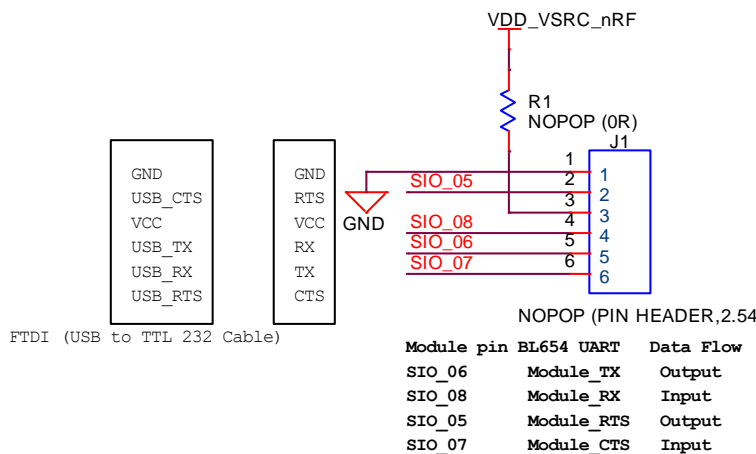 VDD_VSRC_nRF
R1
NOPOP (0R)
J1
GND
USB_CTS
VCC
USB_TX
USB_RX
USB_RTS
GND
RTS
VCC
RX
TX
CTS
GND
SIO_05
SIO_08
SIO_06
SIO_07
1
2
3
4
5
6
1
2
3
4
5
6
NOPOP (PIN HEADER,2.54
FTDI (USB to TTL 232 Cable)
Module pin BL654 UART Data Flow
SIO_06 Module_TX Output
SIO_08 Module_RX Input
SIO_05 Module_RTS Output
SIO_07 Module_CTS Input